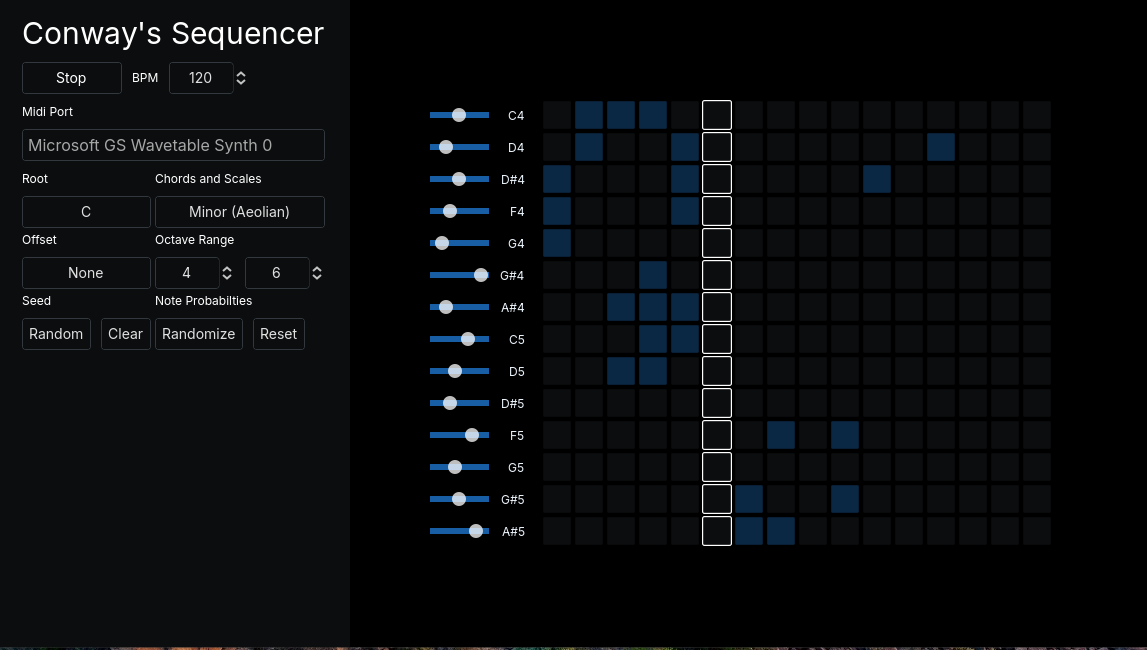 Conway's Sequencer
Stop BPM 120
Midi Port
Microsoft GS Wavetable Synth 0
Root Chords and Scales
C Minor (Aeolian)
Offset Octave Range
None 4 6
Seed Note Probabilties
Random Clear Randomize Reset
C4
D4
D#4
F4
G4
G#4
A#4
C5
D5
D#5
F5
G5
G#5
A#5